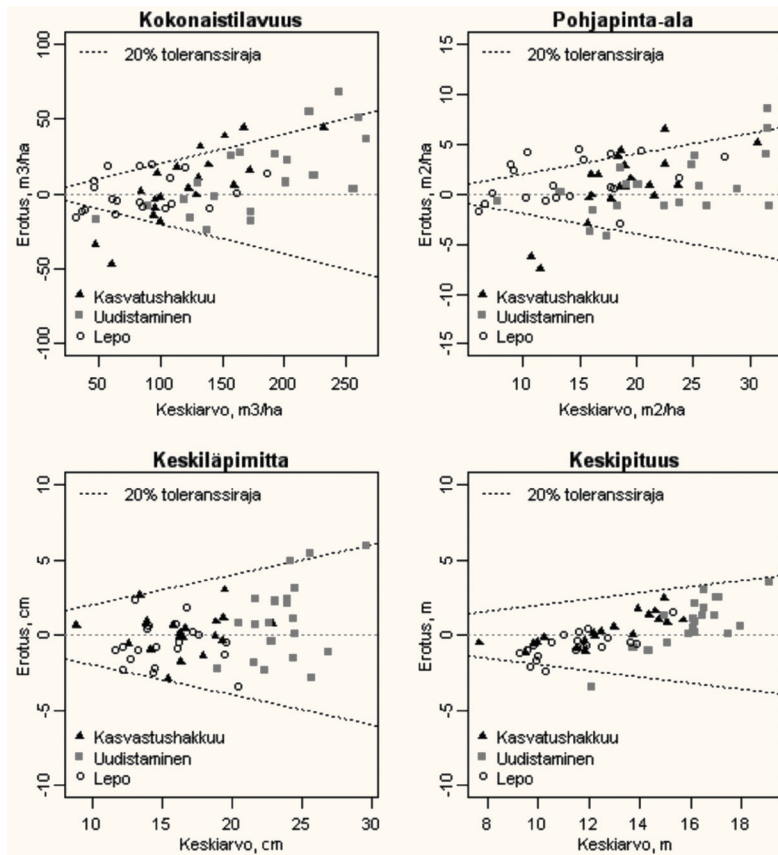 Kokonaistilavuus
20% toleranssiraja
Erotus, m3/ha
100
50
0
-50
-100
Kasvatushakkuu
Uudistaminen
Lepo
50
100
150
200
250
Keskiarvo, m3/ha
Pohjapinta-ala
20% toleranssiraja
Erotus, m2/ha
15
10
5
0
-5
-10
-15
Kasvatushakkuu
Uudistaminen
Lepo
10
15
20
25
30
Keskiarvo, m2/ha
Keskiläpimitta
20% toleranssiraja
Erotus, cm
10
5
0
-5
-10
Kasvastushakkuu
Uudistaminen
Lepo
10
15
20
25
30
Keskiarvo, cm
Keskipituus
20% toleranssiraja
Erotus, m
10
5
0
-5
-10
Kasvatushakkuu
Uudistaminen
Lepo
8
10
12
14
16
18
Keskiarvo, m